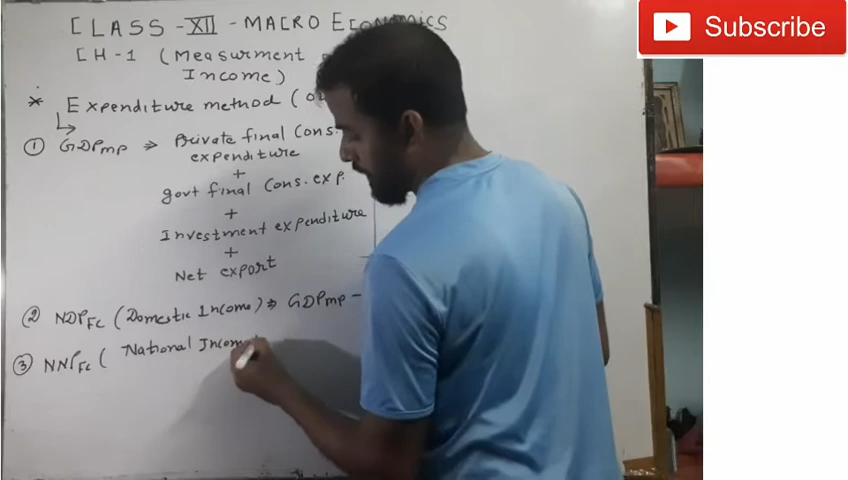 CLASS - XII - MACRO Economics
CH-1 (Measurment
Income)
* Expenditure method (
① GDPmp ⇒ Private final Cons.
expenditure
+
govt final Cons. exp.
+
Investment expenditure
+
Net export
② NDPFC (Domestic Income) ⇒ GDPmp -
③ NNPFC ( National Incom
Subscribe